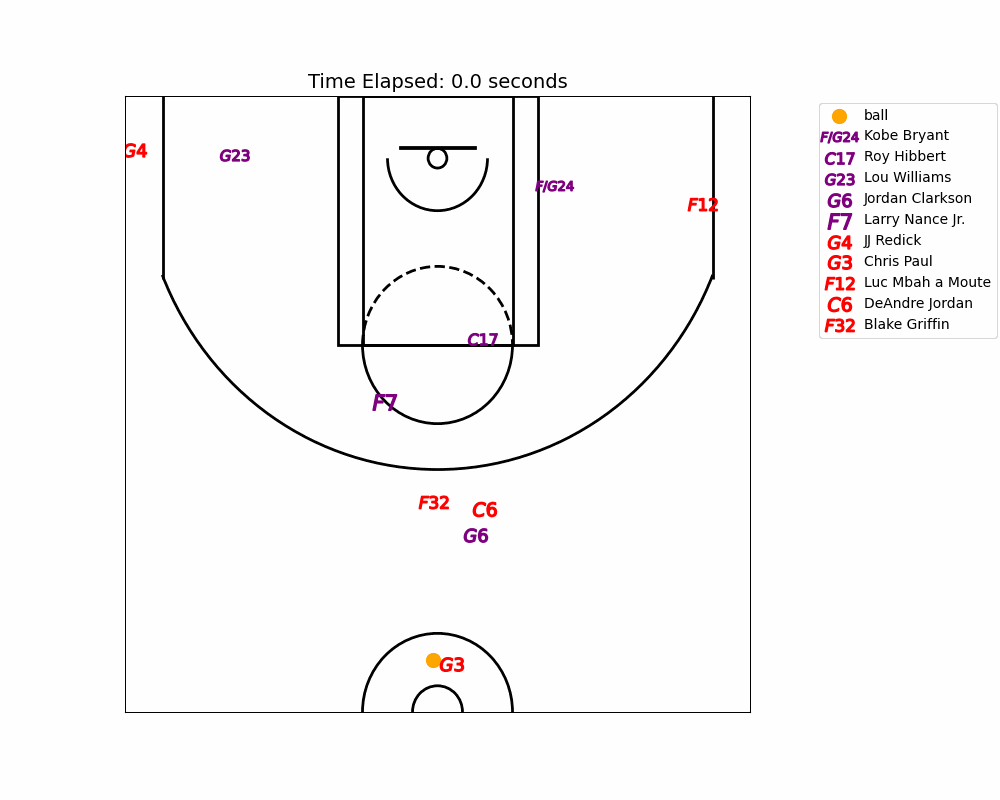 Time Elapsed: 0.0 seconds
G4
G23
F/G24
F12
C17
F7
F32
C6
G6
G3
ball
F/G24 Kobe Bryant
C17 Roy Hibbert
G23 Lou Williams
G6 Jordan Clarkson
F7 Larry Nance Jr.
G4 JJ Redick
G3 Chris Paul
F12 Luc Mbah a Moute
C6 DeAndre Jordan
F32 Blake Griffin